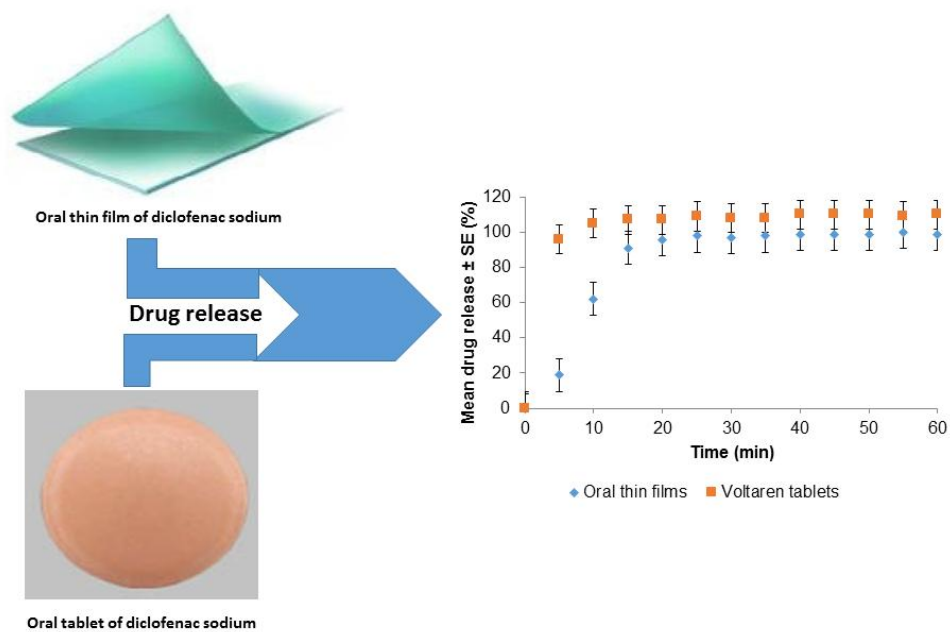 Oral thin film of diclofenac sodium
Drug release
Oral tablet of diclofenac sodium
Mean drug release ± SE (%)
120
100
80
60
40
20
0
0 10 20 30 40 50 60
Time (min)
Oral thin films Voltaren tablets